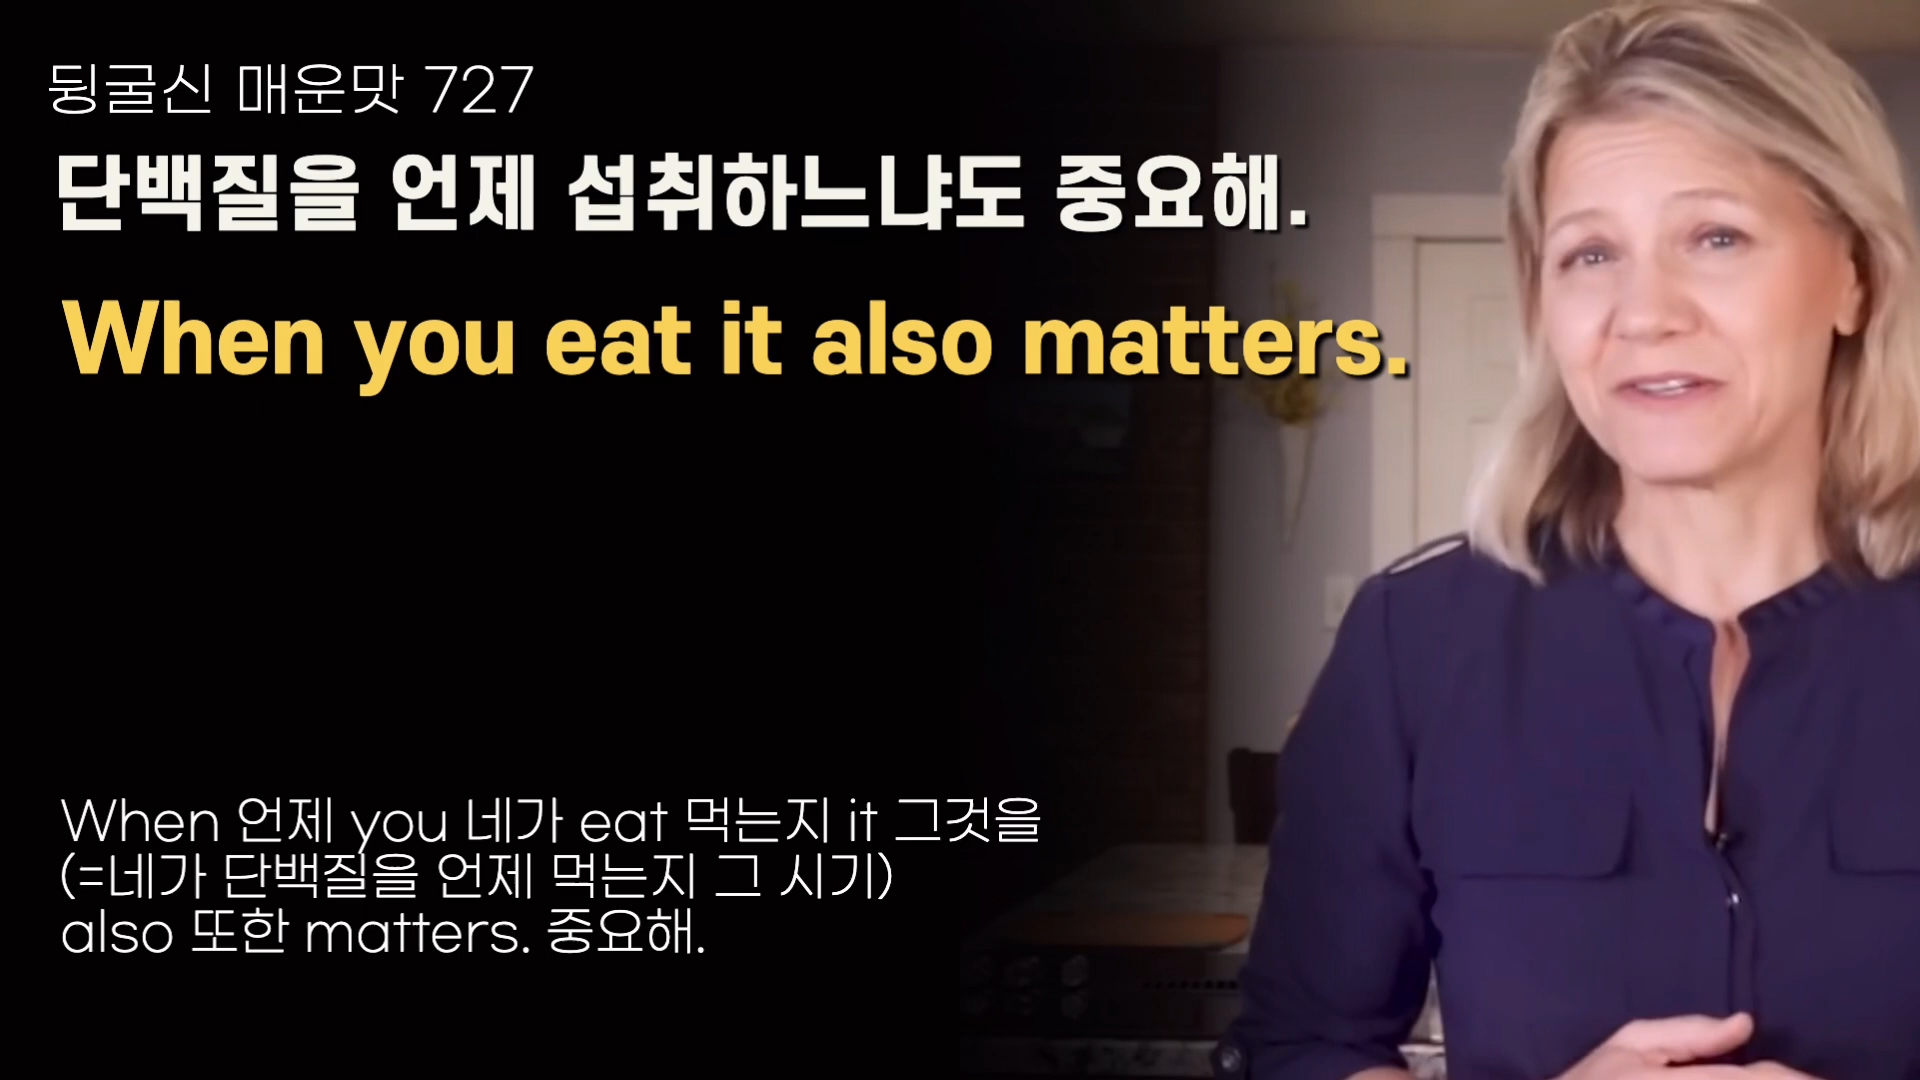 뒹굴신 매운맛 727
단백질을 언제 섭취하느냐도 중요해.
When you eat it also matters.
When 언제 you 네가 eat 먹는지 it 그것을
(=네가 단백질을 언제 먹는지 그 시기)
also 또한 matters. 중요해.